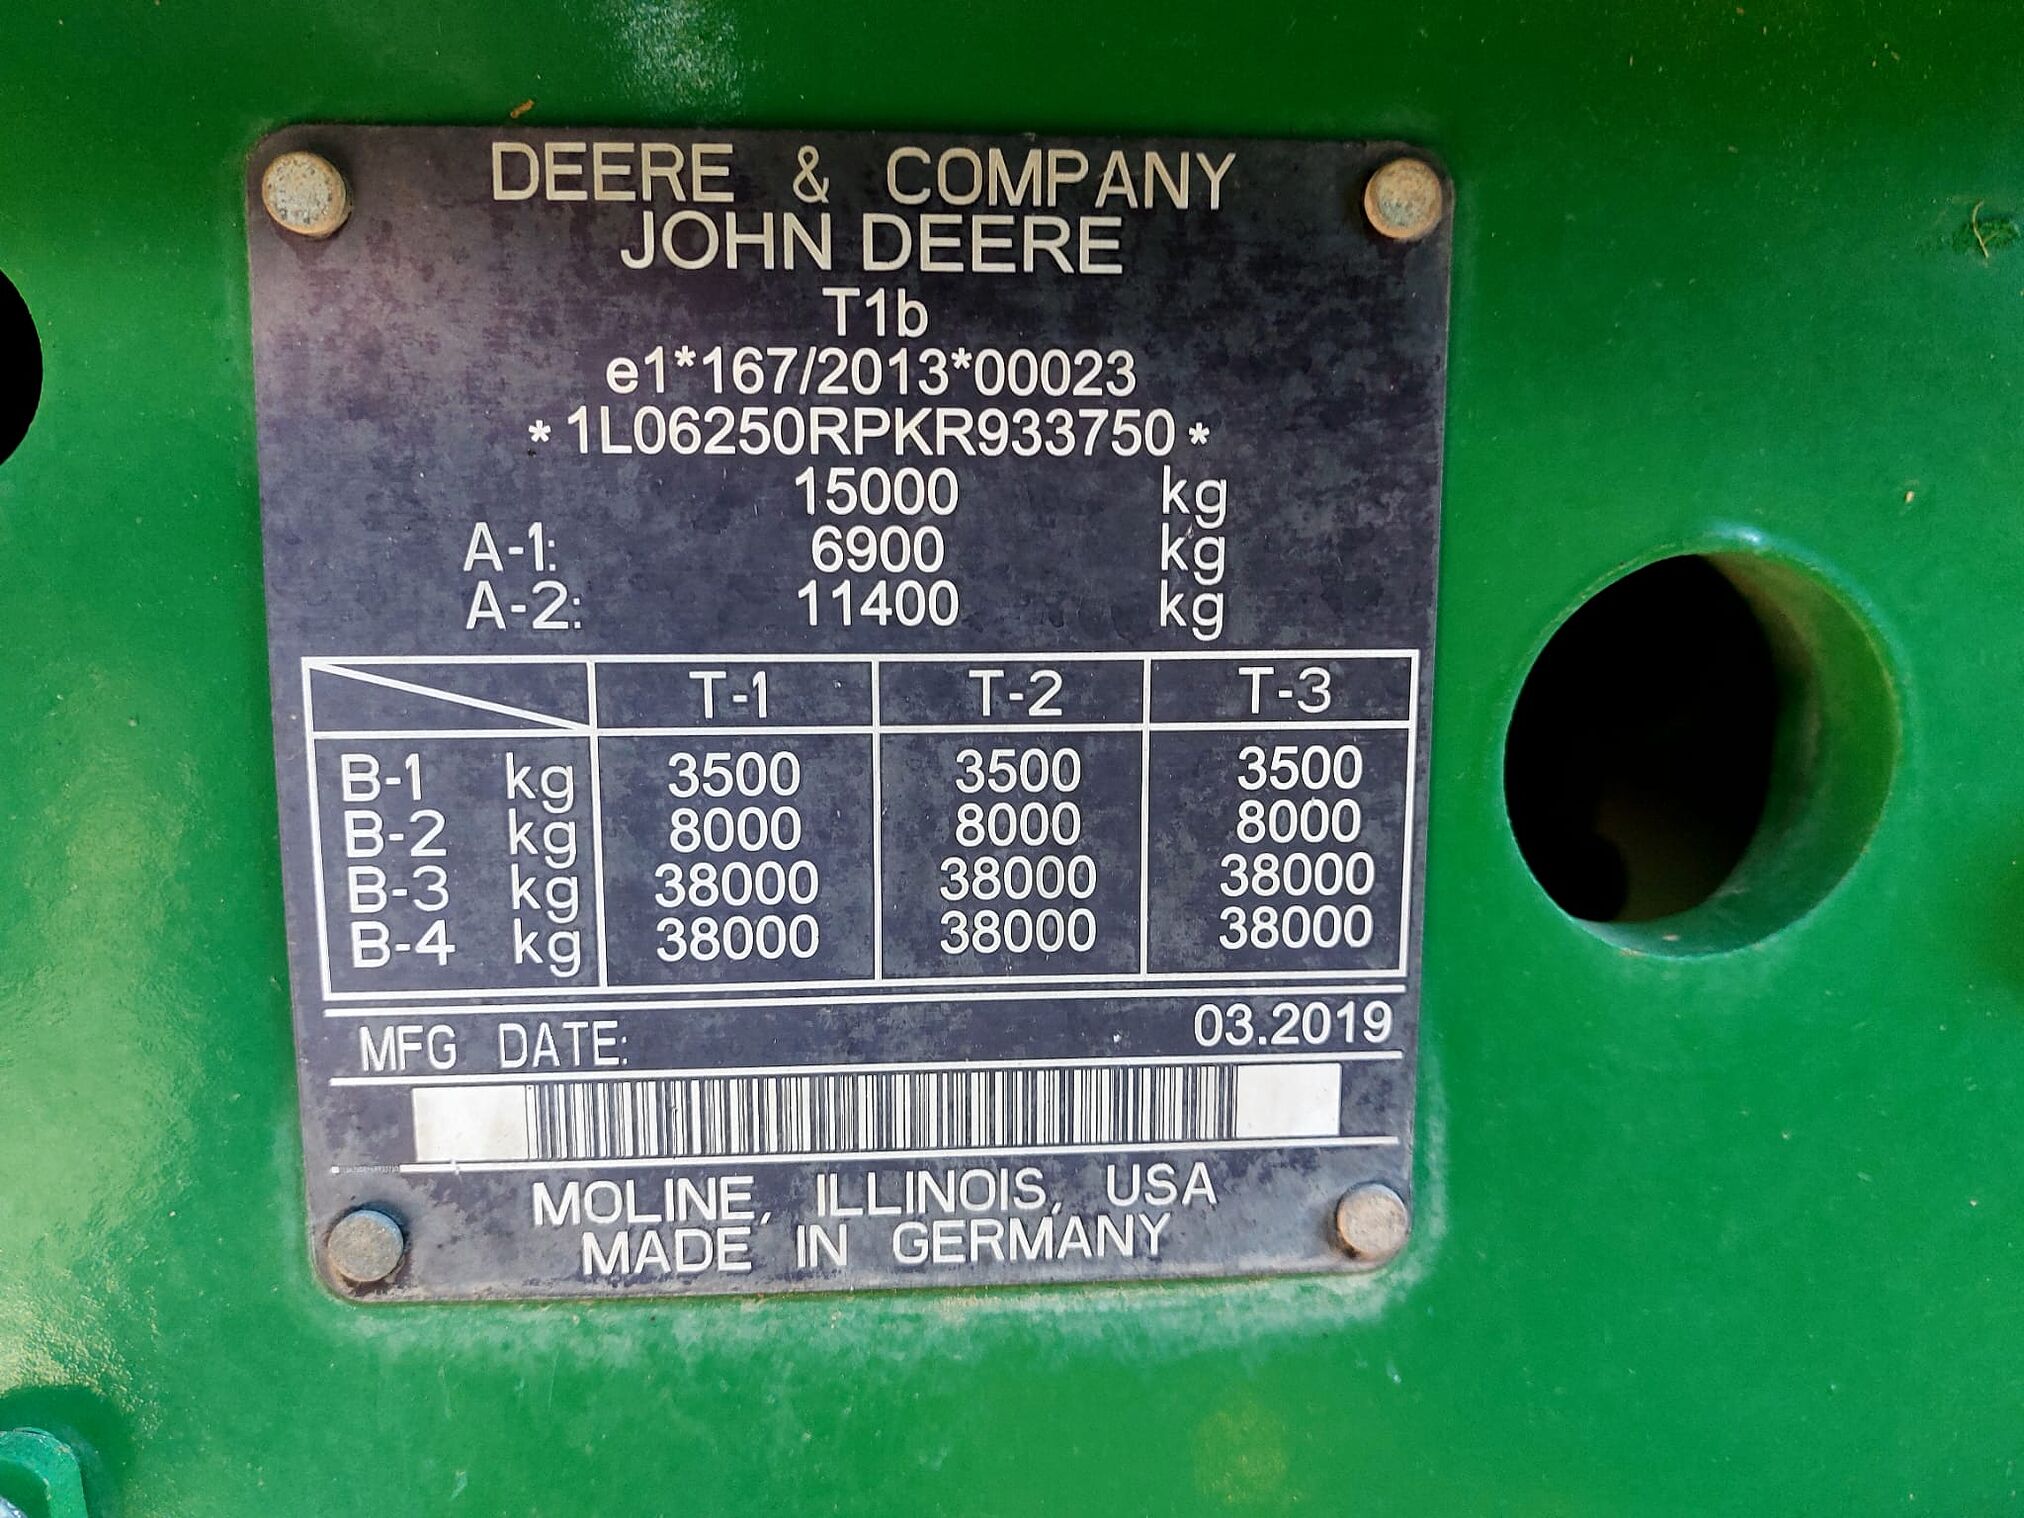 DEERE & COMPANY
JOHN DEERE
T1b
e1*167/2013*00023
*1L06250RPKR933750*
15000 kg
A-1: 6900 kg
A-2: 11400 kg
T-1 T-2 T-3
B-1 kg 3500 3500 3500
B-2 kg 8000 8000 8000
B-3 kg 38000 38000 38000
B-4 kg 38000 38000 38000
MFG DATE: 03.2019
MOLINE, ILLINOIS, USA
MADE IN GERMANY